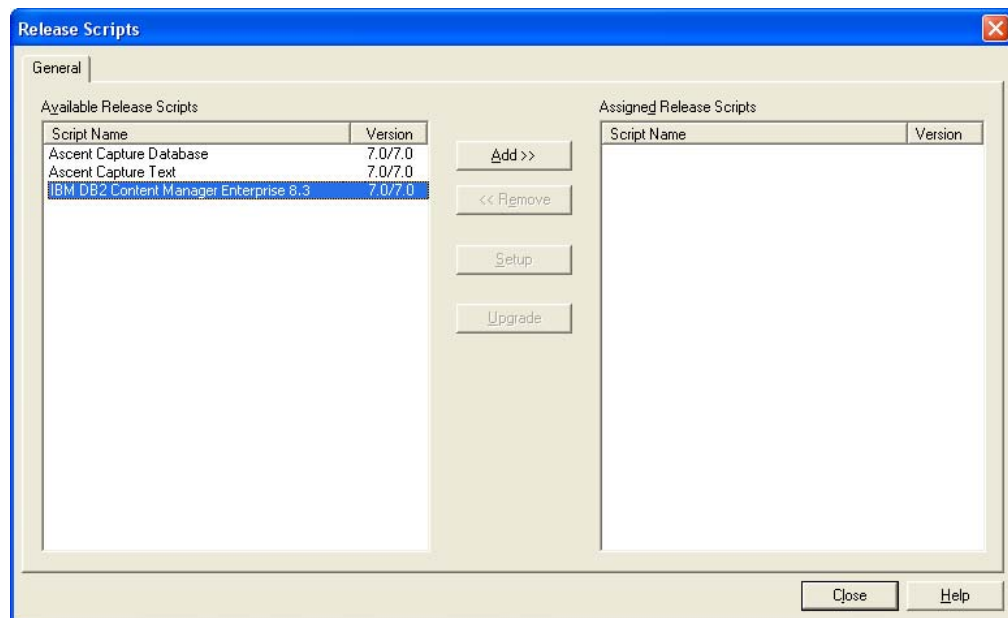 Release Scripts
General
Available Release Scripts
Script Name Version
Ascent Capture Database 7.0/7.0
Ascent Capture Text 7.0/7.0
IBM DB2 Content Manager Enterprise 8.3 7.0/7.0
Add >>
<< Remove
Setup
Upgrade
Assigned Release Scripts
Script Name Version
Close
Help